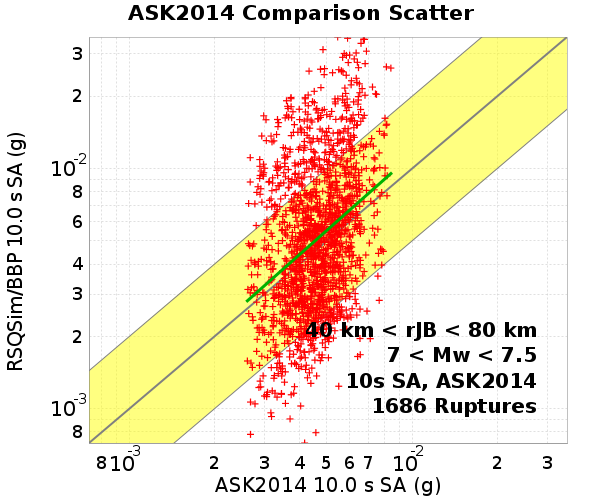 ASK2014 Comparison Scatter
RSQSim/BBP 10.0 s SA (g)
3
2
10⁻²
8
6
4
3
2
10⁻³
8
40 km < rJB < 80 km
7 < Mw < 7.5
10s SA, ASK2014
1686 Ruptures
8 10⁻³ 2 3 4 5 6 7 10⁻² 2 3
ASK2014 10.0 s SA (g)